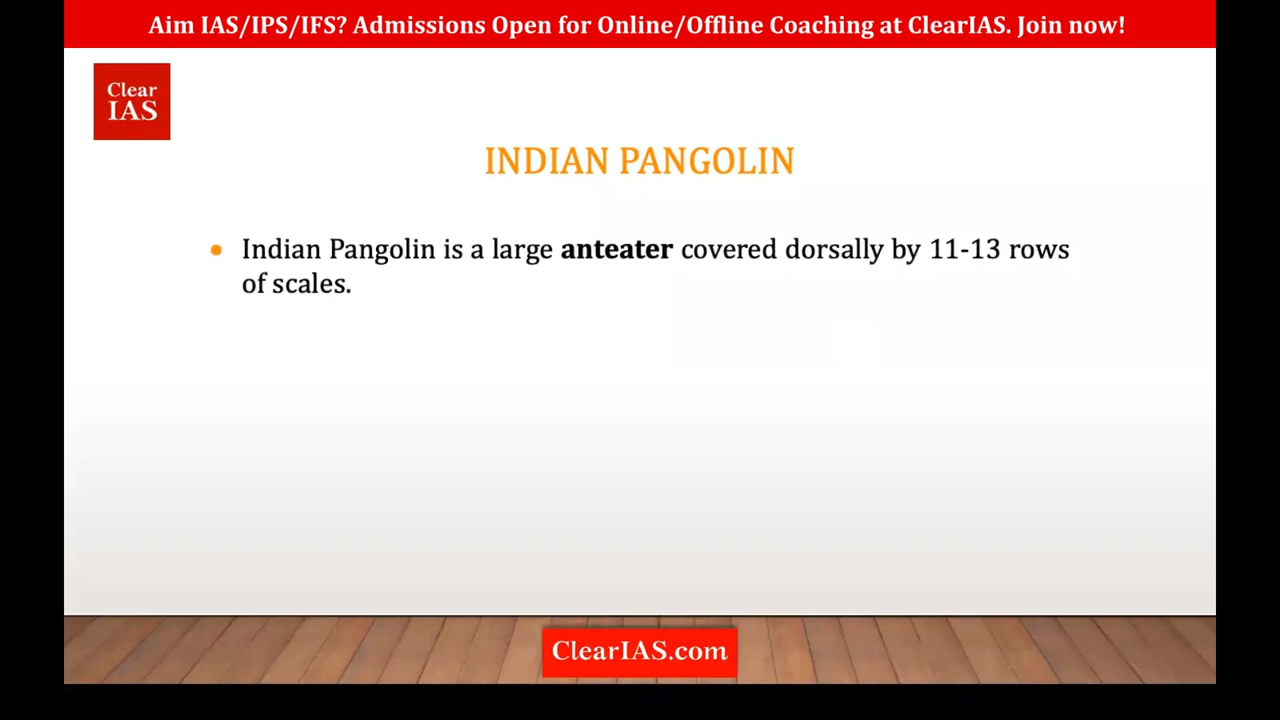 Aim IAS/IPS/IFS? Admissions Open for Online/Offline Coaching at ClearIAS. Join now!
Clear
IAS
INDIAN PANGOLIN
• Indian Pangolin is a large anteater covered dorsally by 11-13 rows
of scales.
ClearIAS.com